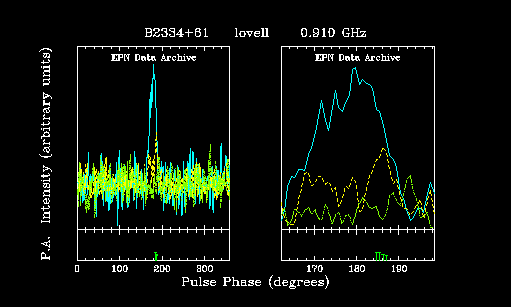 B2334+61 lovell 0.910 GHz
EPN Data Archive EPN Data Archive
P.A. Intensity (arbitrary units)
0 100 200 300 170 180 190
Pulse Phase (degrees)